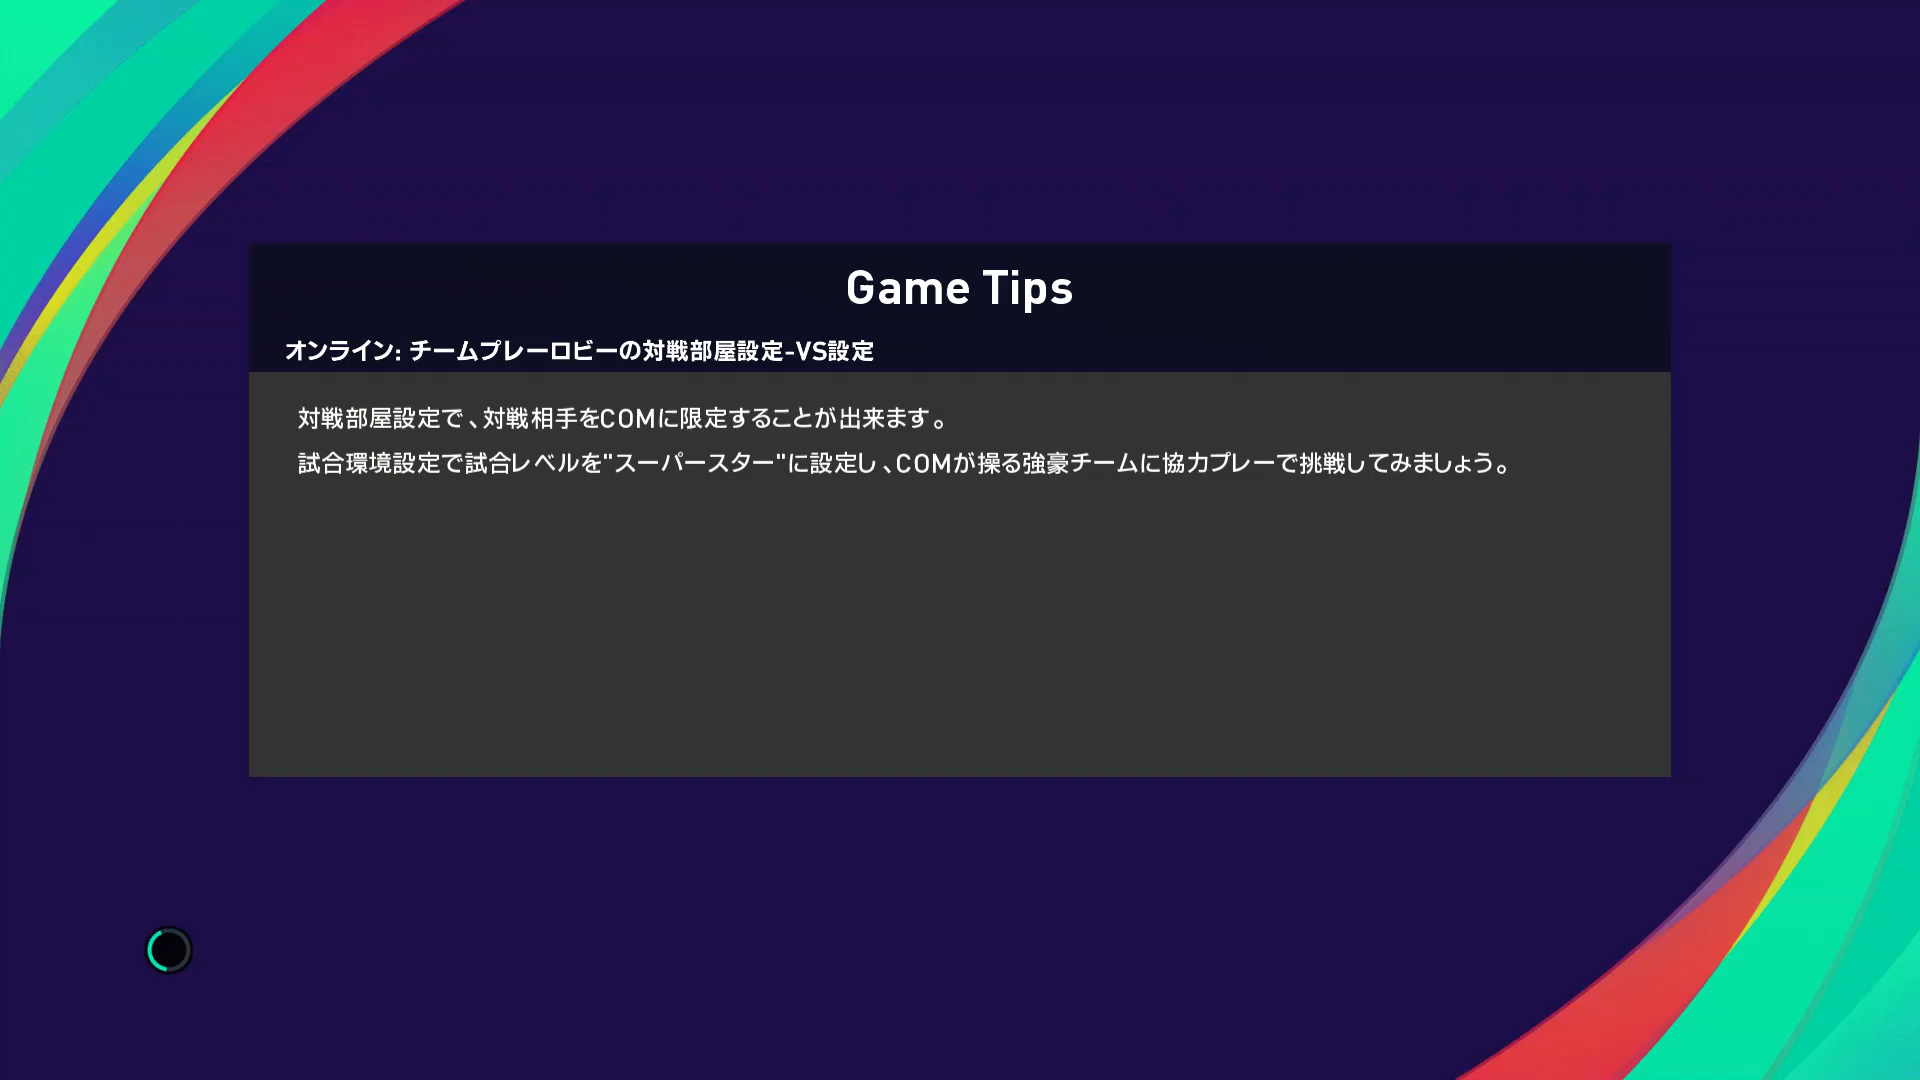 Game Tips
オンライン: チームプレーロビーの対戦部屋設定-VS設定
対戦部屋設定で、対戦相手をCOMに限定することが出来ます。
試合環境設定で試合レベルを"スーパースター"に設定し、COMが操る強豪チームに協力プレーで挑戦してみましょう。